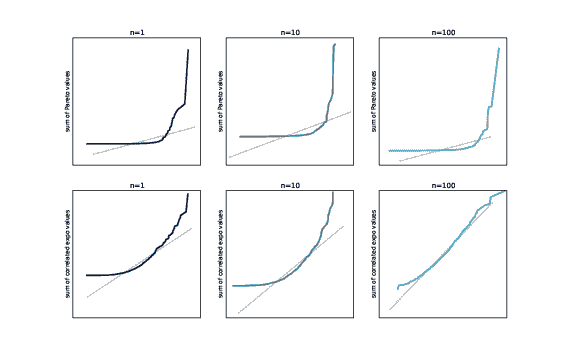 n=1
n=10
n=100
sum of Pareto values
sum of Pareto values
sum of Pareto values
n=1
n=10
n=100
sum of correlated expo values
sum of correlated expo values
sum of correlated expo values